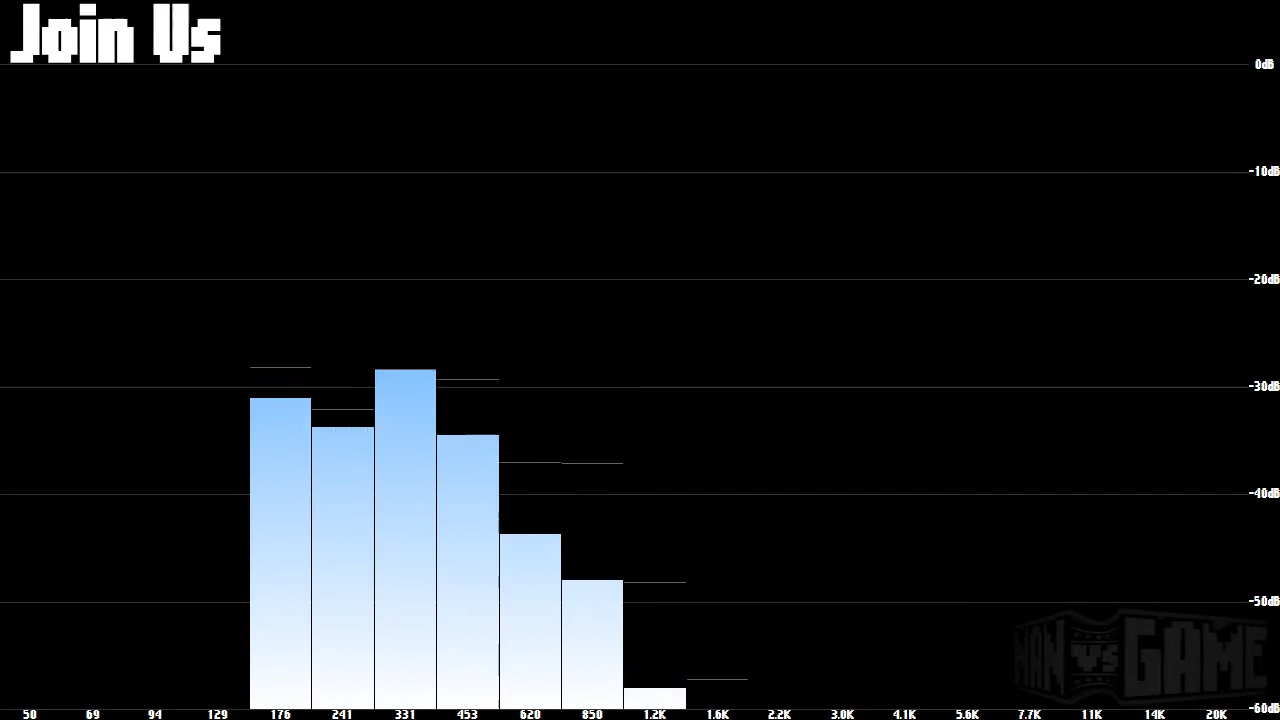 Join Us
0dB
-10dB
-20dB
-30dB
-40dB
-50dB
MAN VS GAME
-60dB
50 69 94 129 176 241 331 453 620 850 1.2K 1.6K 2.2K 3.0K 4.1K 5.6K 7.7K 11K 14K 20K